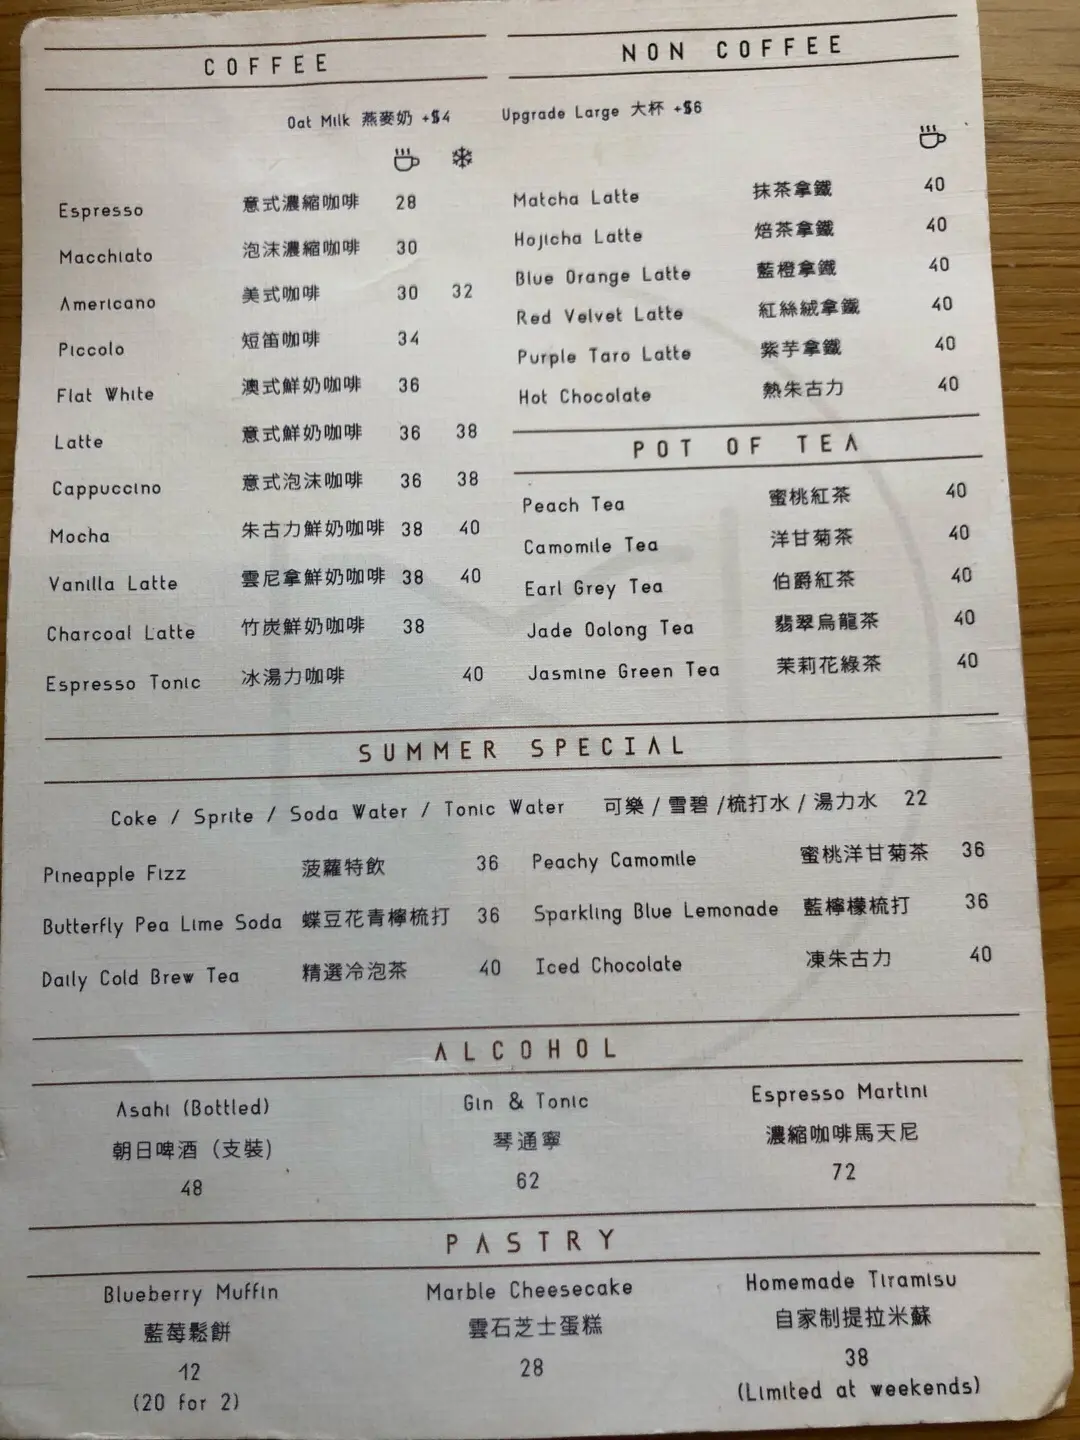 COFFEE
Oat Milk 燕麥奶 +$4
Espresso 意式濃縮咖啡 28
Macchiato 泡沫濃縮咖啡 30
Americano 美式咖啡 30 32
Piccolo 短笛咖啡 34
Flat White 澳式鮮奶咖啡 36
Latte 意式鮮奶咖啡 36 38
Cappuccino 意式泡沫咖啡 36 38
Mocha 朱古力鮮奶咖啡 38 40
Vanilla Latte 雲尼拿鮮奶咖啡 38 40
Charcoal Latte 竹炭鮮奶咖啡 38
Espresso Tonic 冰湯力咖啡 40
NON COFFEE
Upgrade Large 大杯 +$6
Matcha Latte 抹茶拿鐵 40
Hojicha Latte 焙茶拿鐵 40
Blue Orange Latte 藍橙拿鐵 40
Red Velvet Latte 紅絲絨拿鐵 40
Purple Taro Latte 紫芋拿鐵 40
Hot Chocolate 熱朱古力 40
POT OF TEA
Peach Tea 蜜桃紅茶 40
Camomile Tea 洋甘菊茶 40
Earl Grey Tea 伯爵紅茶 40
Jade Oolong Tea 翡翠烏龍茶 40
Jasmine Green Tea 茉莉花綠茶 40
SUMMER SPECIAL
Coke / Sprite / Soda Water / Tonic Water 可樂 / 雪碧 /梳打水 / 湯力水 22
Pineapple Fizz 菠蘿特飲 36 Peachy Camomile 蜜桃洋甘菊茶 36
Butterfly Pea Lime Soda 蝶豆花青檸梳打 36 Sparkling Blue Lemonade 藍檸檬梳打 36
Daily Cold Brew Tea 精選冷泡茶 40 Iced Chocolate 凍朱古力 40
ALCOHOL
Asahi (Bottled) Gin & Tonic Espresso Martini
朝日啤酒（支裝) 琴通寧 濃縮咖啡馬天尼
48 62 72
PASTRY
Blueberry Muffin Marble Cheesecake Homemade Tiramisu
藍莓鬆餅 雲石芝士蛋糕 自家制提拉米蘇
12 28 38
(20 for 2) (Limited at weekends)